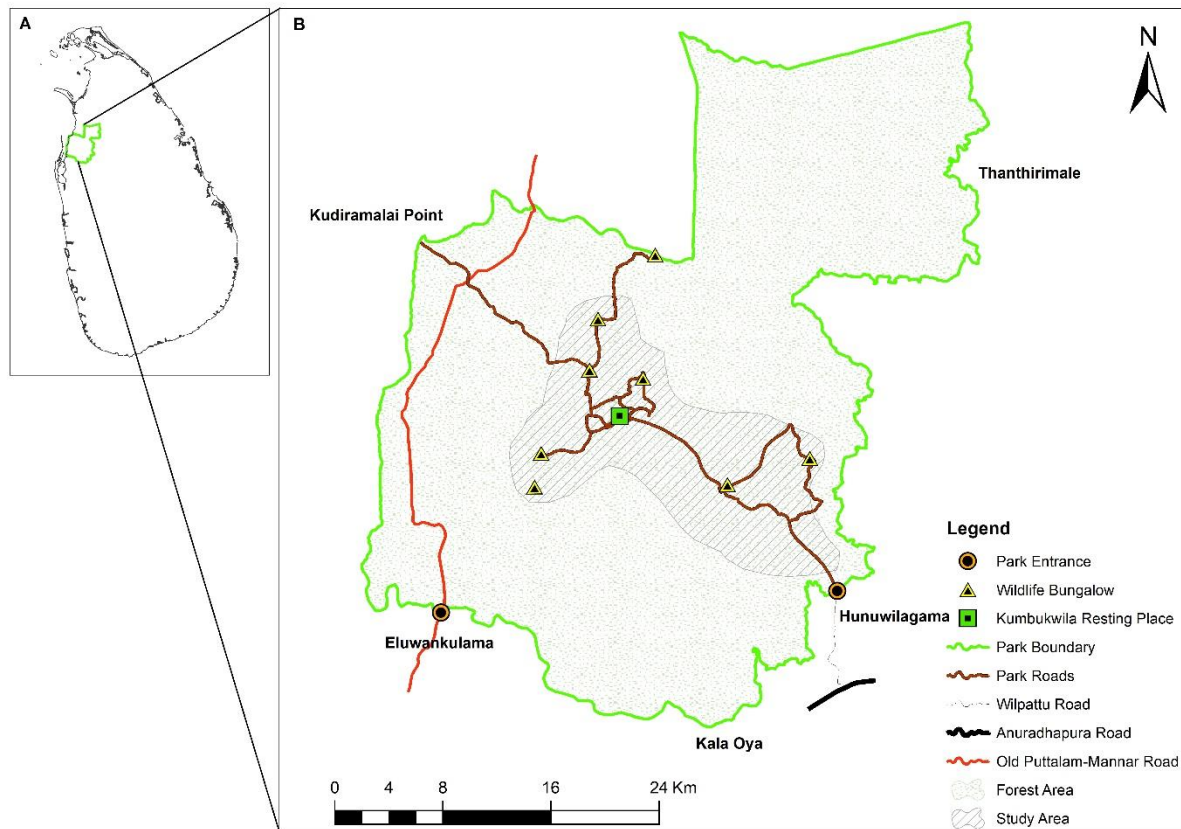 A
B
N
Thanthirimale
Kudiramalai Point
Legend
Park Entrance
Wildlife Bungalow
Hunuwilagama
Kumbukwila Resting Place
Eluwankulama
Park Boundary
Park Roads
Wilpattu Road
Kala Oya
Anuradhapura Road
Old Puttalam-Mannar Road
0 4 8 16 24 Km
Forest Area
Study Area